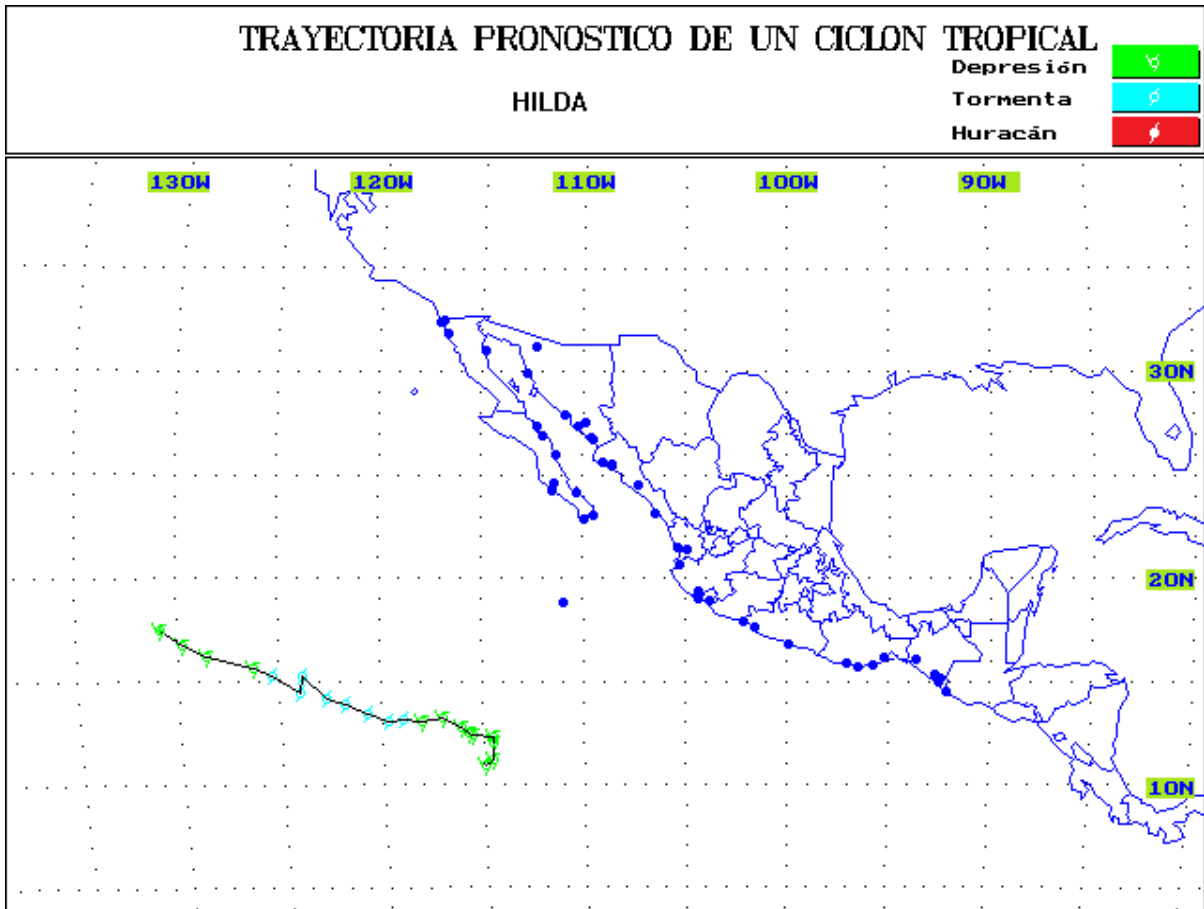 TRAYECTORIA PRONOSTICO DE UN CICLON TROPICAL
HILDA
Depresión
Tormenta
Huracán
130W 120W 110W 100W 90W
30N
20N
10N